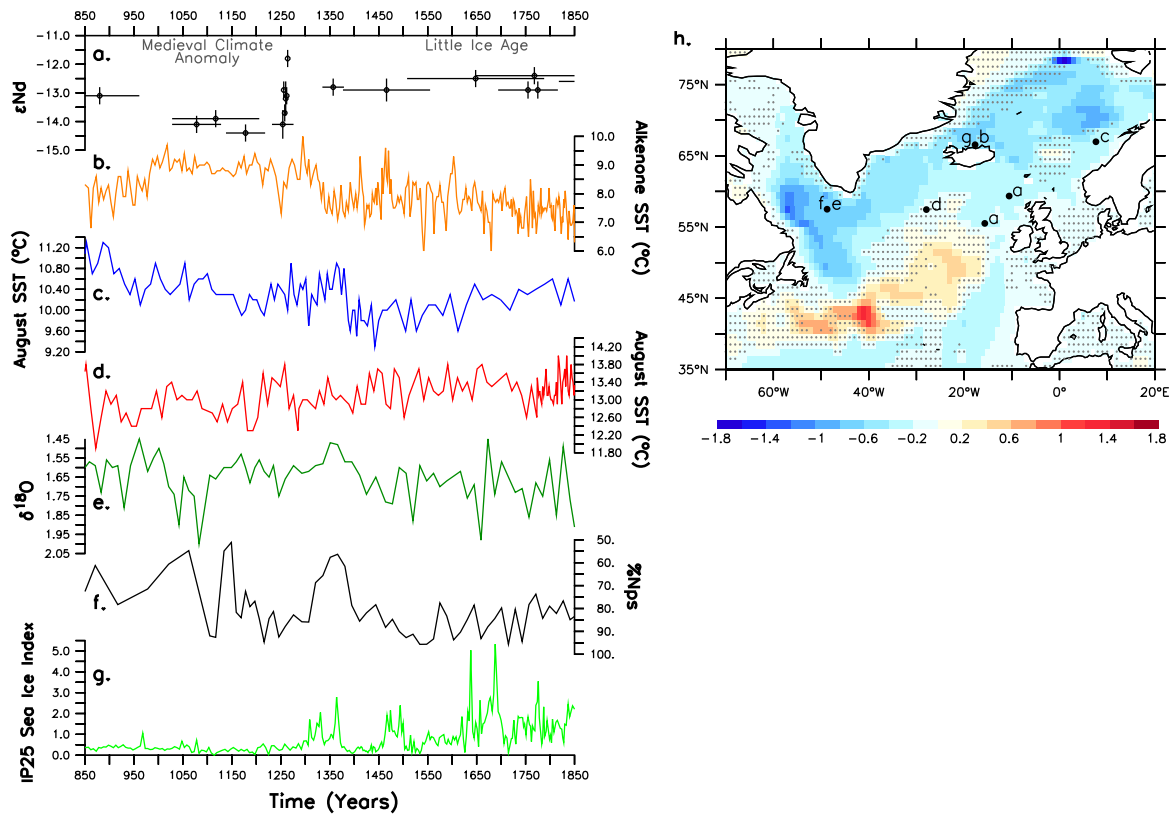 850 1050 1150 1250 1350 1450 1550 1650 1750 1850
-11.0
-12.0
-13.0
-14.0
-15.0
εNd
a.
Medieval Climate
Anomaly
Little Ice Age
b.
10.0
9.0
8.0
7.0
6.0
Alkenone SST (ºC)
11.20
10.80
10.40
10.00
9.60
9.20
August SST (ºC)
c.
d.
14.20
13.80
13.40
13.00
12.60
12.20
11.80
August SST (ºC)
1.45
1.55
1.65
1.75
1.85
1.95
2.05
δ18O
e.
f.
50.
60.
70.
80.
90.
100.
%Nps
5.0
4.0
3.0
2.0
1.0
0.0
IP25 Sea Ice Index
g.
850 950 1050 1150 1250 1350 1450 1550 1650 1750 1850
Time (Years)
h.
75°N
65°N
55°N
45°N
35°N
g b
c
a
f e
d
a
60°W 40°W 20°W 0° 20°E
-1.8 -1.4 -1 -0.6 -0.2 0.2 0.6 1 1.4 1.8